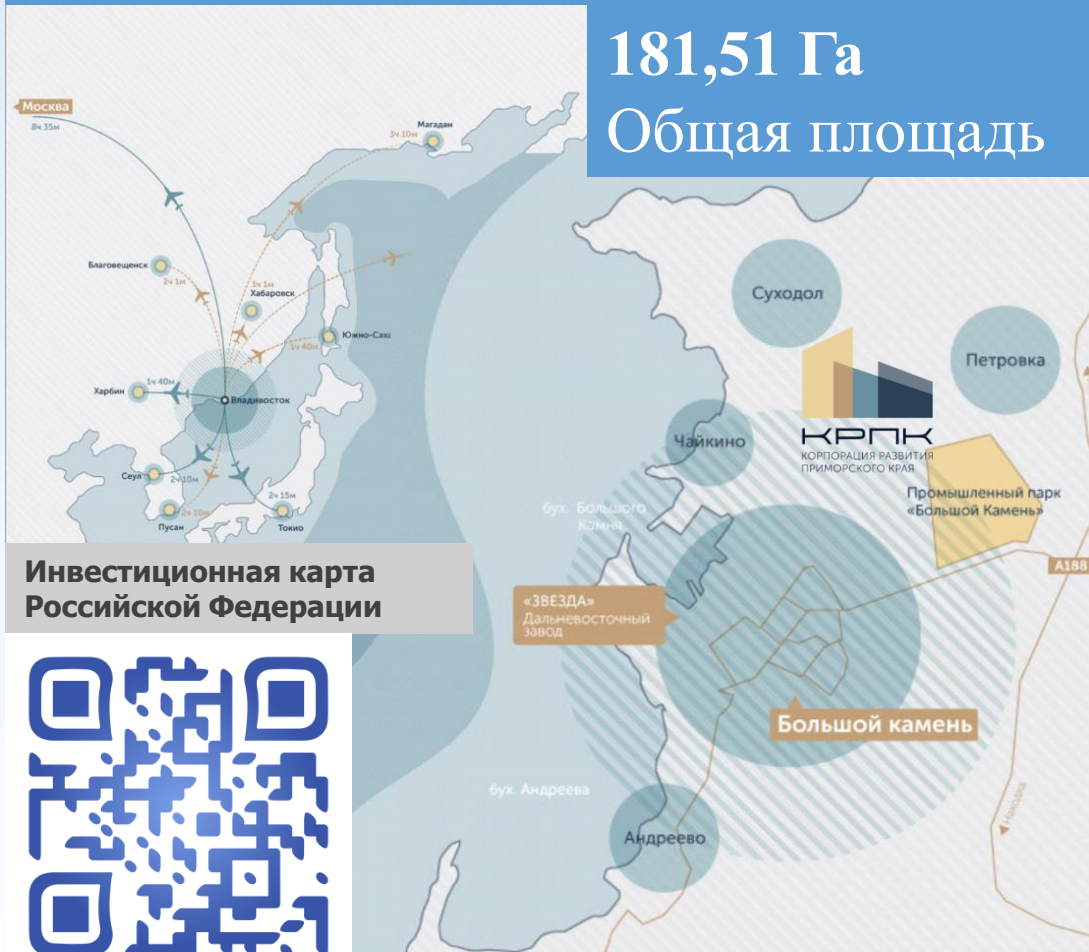 181,51 Га
Общая площадь
Москва
8ч 35м
Магадан
3ч 10м
Благовещенск
2ч 1м
1ч 1м
Хабаровск
Южно-Саха
1ч 40м
Харбин
1ч 40м
Владивосток
Сеул
2ч 10м
2ч 10м
Пусан
2ч 15м
Токио
Инвестиционная карта
Российской Федерации
Суходол
Петровка
Чайкино
КРПК
КОРПОРАЦИЯ РАЗВИТИЯ
ПРИМОРСКОГО КРАЯ
Промышленный парк
«Большой Камень»
А188
бух. Большого
Камня
«ЗВЕЗДА»
Дальневосточный
завод
Большой камень
бух. Андреева
Андреево
Находка